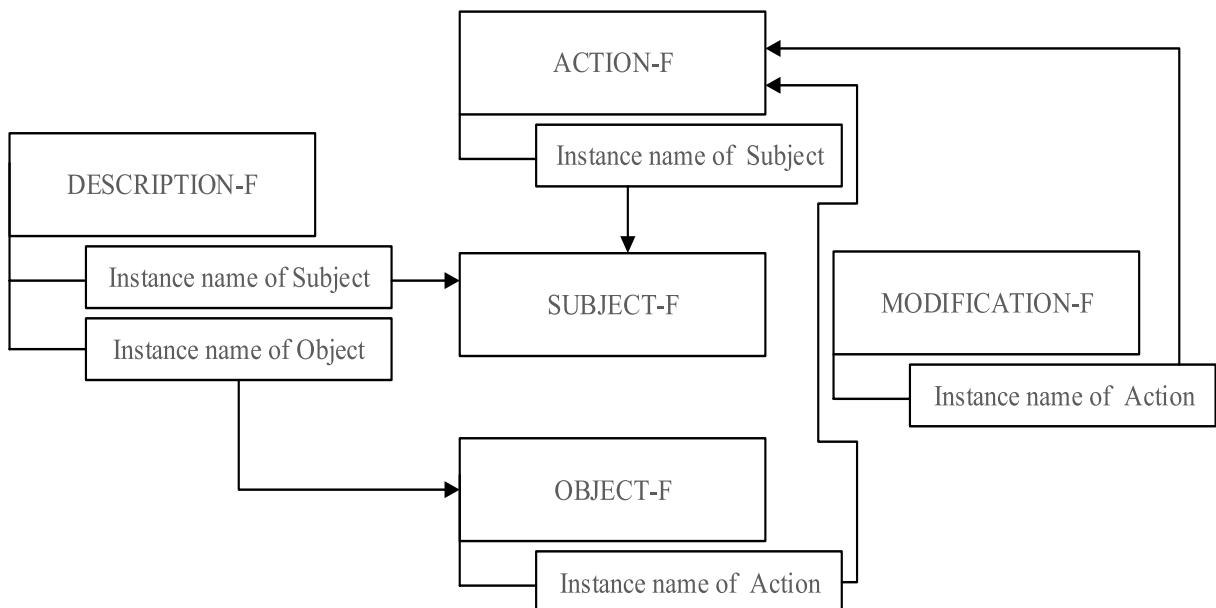 ACTION-F
Instance name of Subject
DESCRIPTION-F
Instance name of Subject
Instance name of Object
SUBJECT-F
MODIFICATION-F
Instance name of Action
OBJECT-F
Instance name of Action